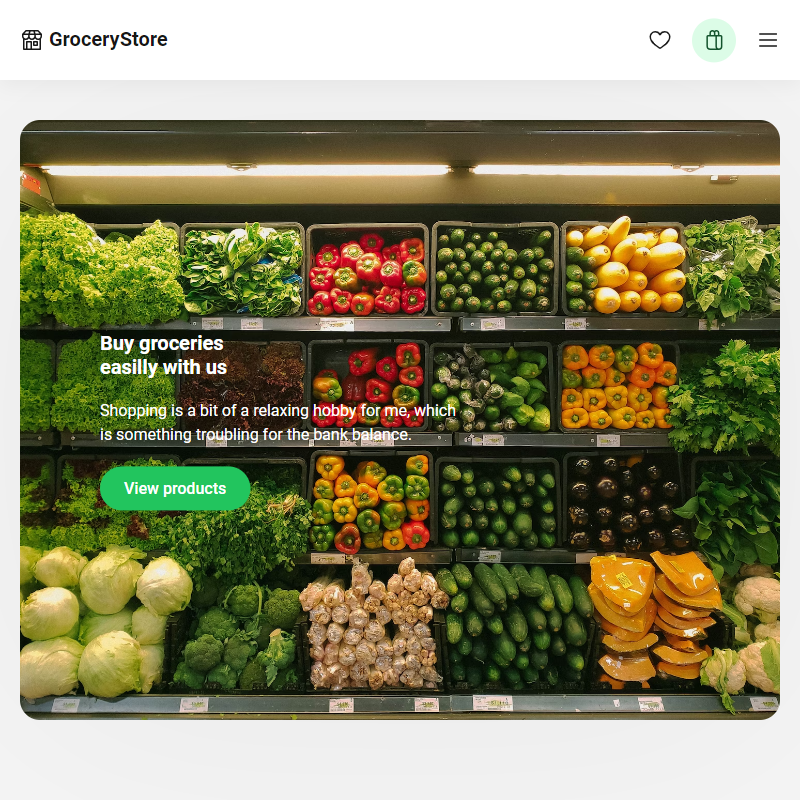 GroceryStore
Buy groceries
easilly with us
Shopping is a bit of a relaxing hobby for me, which
is something troubling for the bank balance.
View products